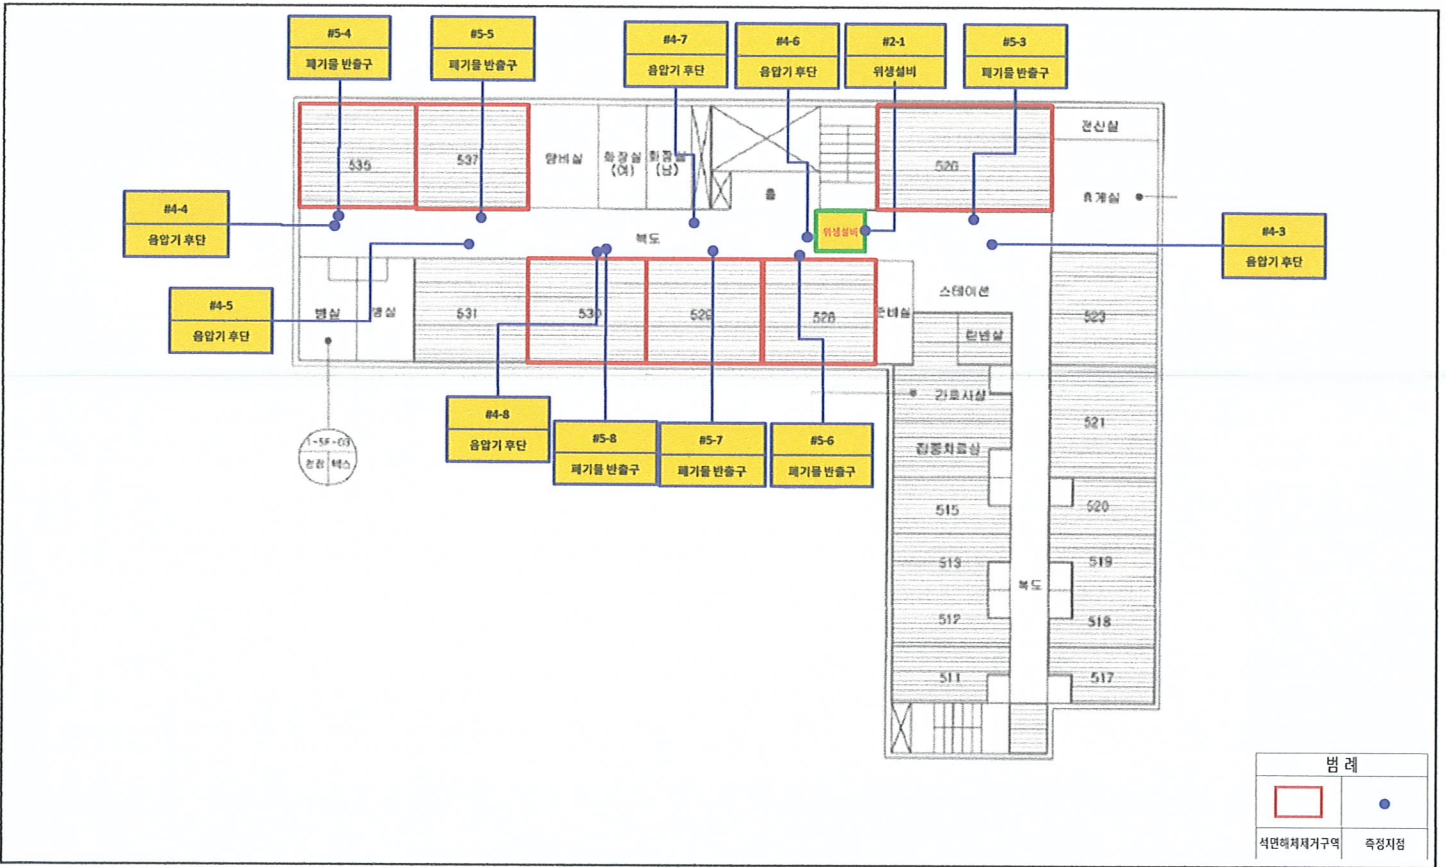 #5-4
폐기물 반출구
#5-5
폐기물 반출구
#4-7
음압기 후단
#4-6
음압기 후단
#2-1
위생설비
#5-3
폐기물 반출구
535
537
탕비실
화장실
(여)
화장실
(남)
홀
526
전산실
휴게실
#4-4
음압기 후단
복도
위생설비
#4-3
음압기 후단
#4-5
음압기 후단
병실
병실
531
530
529
528
준비실
스테이션
린넨실
523
간호사실
521
집중치료실
#4-8
음압기 후단
#5-8
폐기물 반출구
#5-7
폐기물 반출구
#5-6
폐기물 반출구
1-5F-03
천장
텍스
515
520
513
519
복도
512
518
511
517
범 례
석면해체제거구역
측정지점